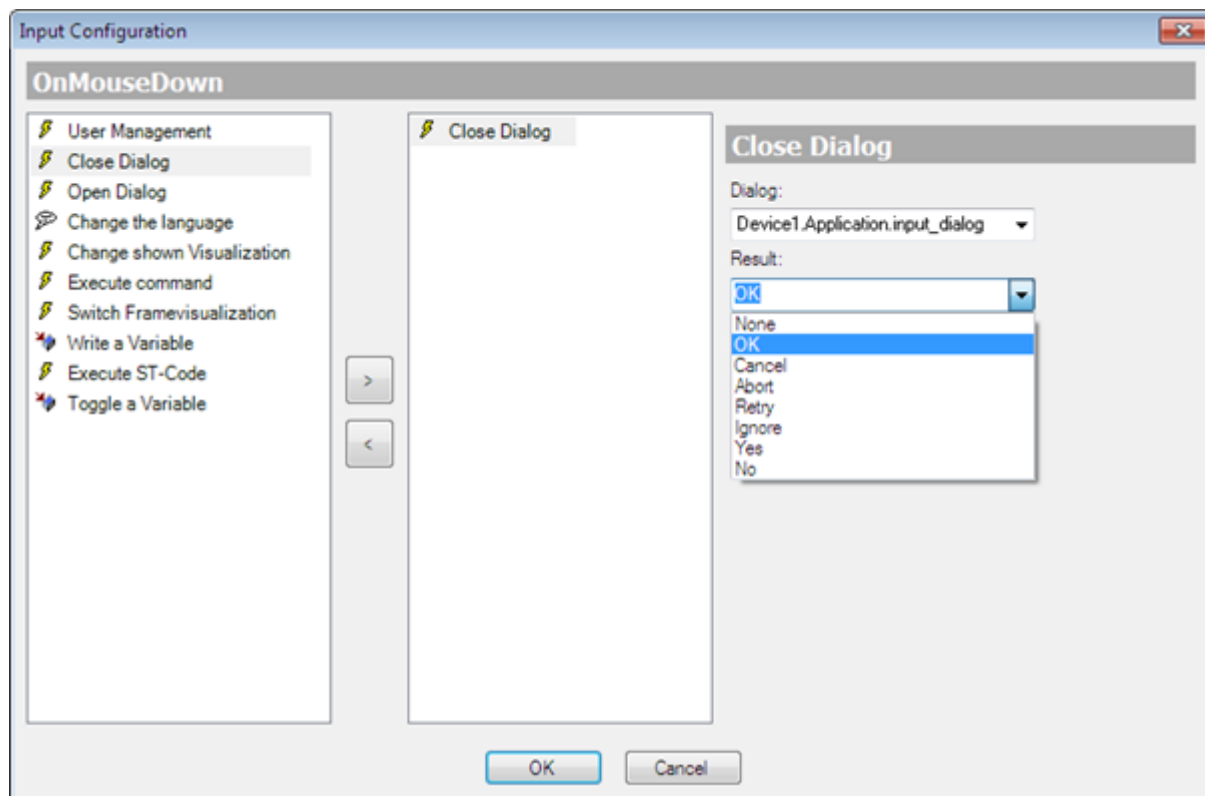 Input Configuration
OnMouseDown
User Management
Close Dialog
Open Dialog
Change the language
Change shown Visualization
Execute command
Switch Framevisualization
Write a Variable
Execute ST-Code
Toggle a Variable
>
<
Close Dialog
Close Dialog
Dialog:
Device1.Application.input_dialog
Result:
OK
None
OK
Cancel
Abort
Retry
Ignore
Yes
No
OK
Cancel